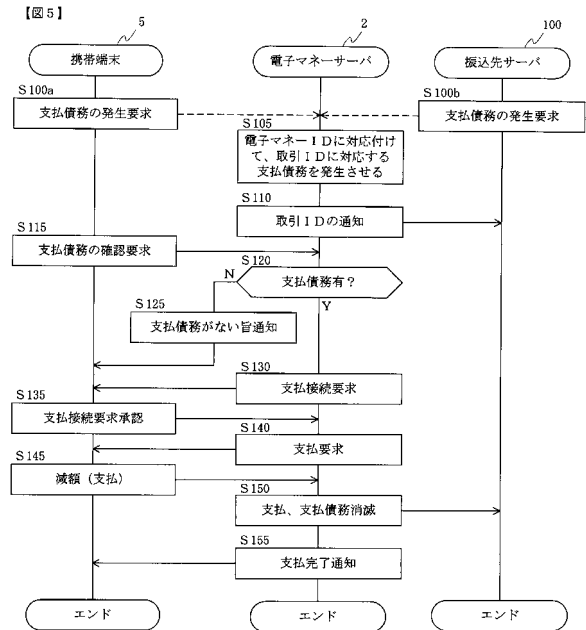 【図５】
5
2
100
携帯端末
電子マネーサーバ
振込先サーバ
S100a
支払債務の発生要求
S100b
支払債務の発生要求
S105
電子マネーＩＤに対応付け
て、取引ＩＤに対応する
支払債務を発生させる
S110
取引ＩＤの通知
S115
支払債務の確認要求
S120
支払債務有？
N
Y
S125
支払債務がない旨通知
S130
支払接続要求
S135
支払接続要求承認
S140
支払要求
S145
減額（支払）
S150
支払、支払債務消滅
S155
支払完了通知
エンド
エンド
エンド